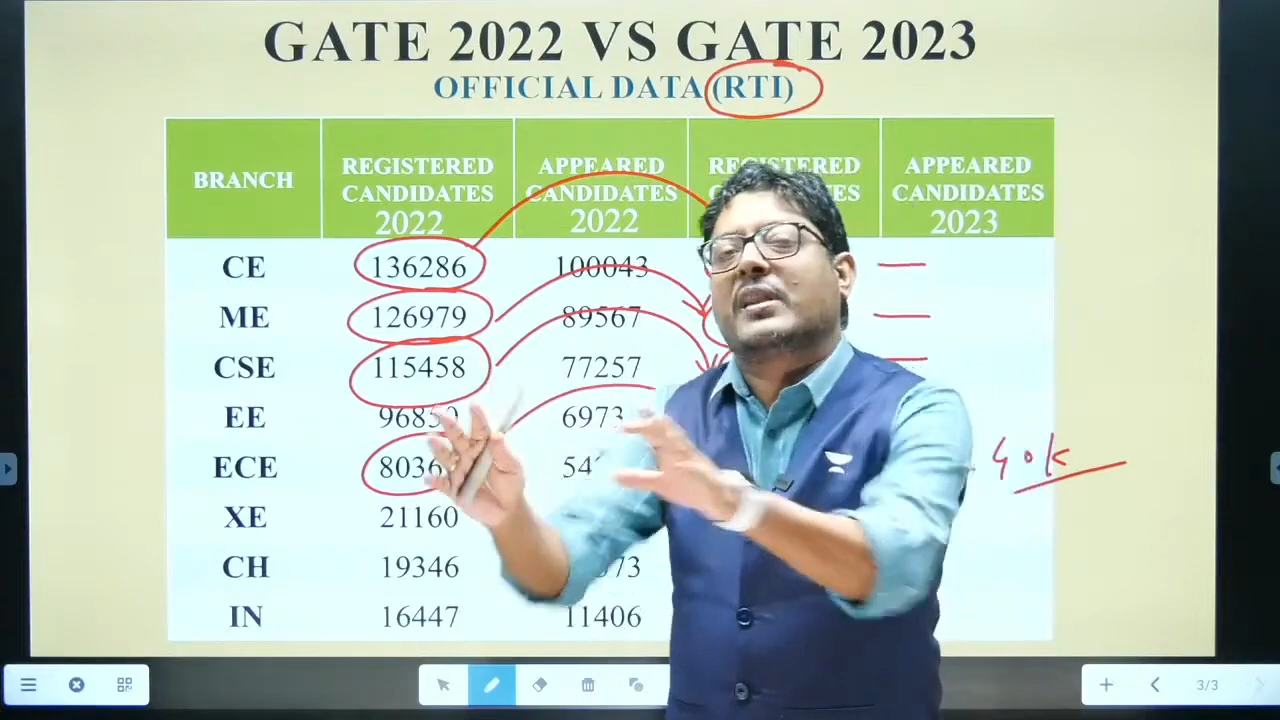 GATE 2022 VS GATE 2023
OFFICIAL DATA (RTI)
BRANCH REGISTERED CANDIDATES 2022 APPEARED CANDIDATES 2022 APPEARED CANDIDATES 2023
CE 136286 100043
ME 126979 89567
CSE 115458 77257
EE
ECE
XE 21160
CH 19346
IN 16447 11406
40k
3/3